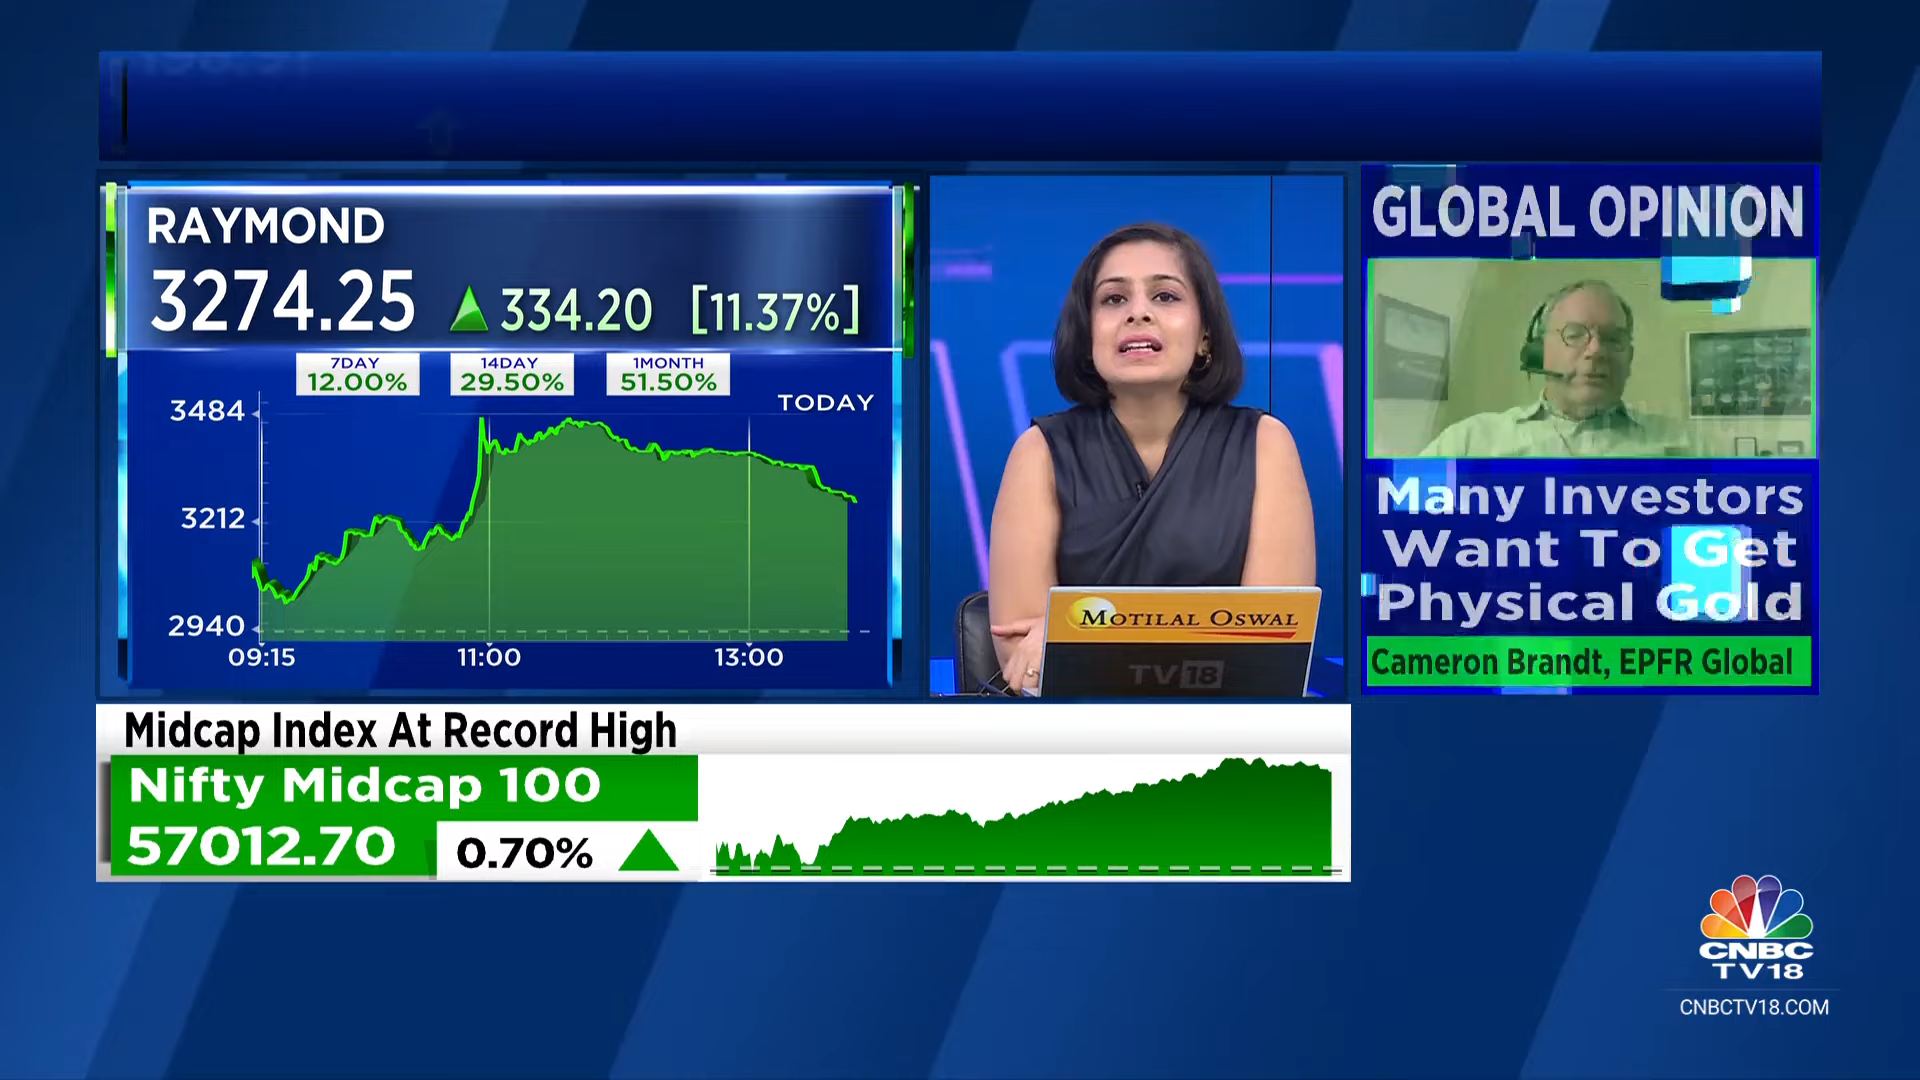 RAYMOND
3274.25 ▲ 334.20 [11.37%]
7DAY 14DAY 1MONTH
12.00% 29.50% 51.50%
TODAY
3484
3212
2940
09:15 11:00 13:00
MOTILAL OSWAL
TV18
GLOBAL OPINION
Many Investors
Want To Get
Physical Gold
Cameron Brandt, EPFR Global
Midcap Index At Record High
Nifty Midcap 100
57012.70 0.70% ▲
CNBC
TV18
CNBCTV18.COM